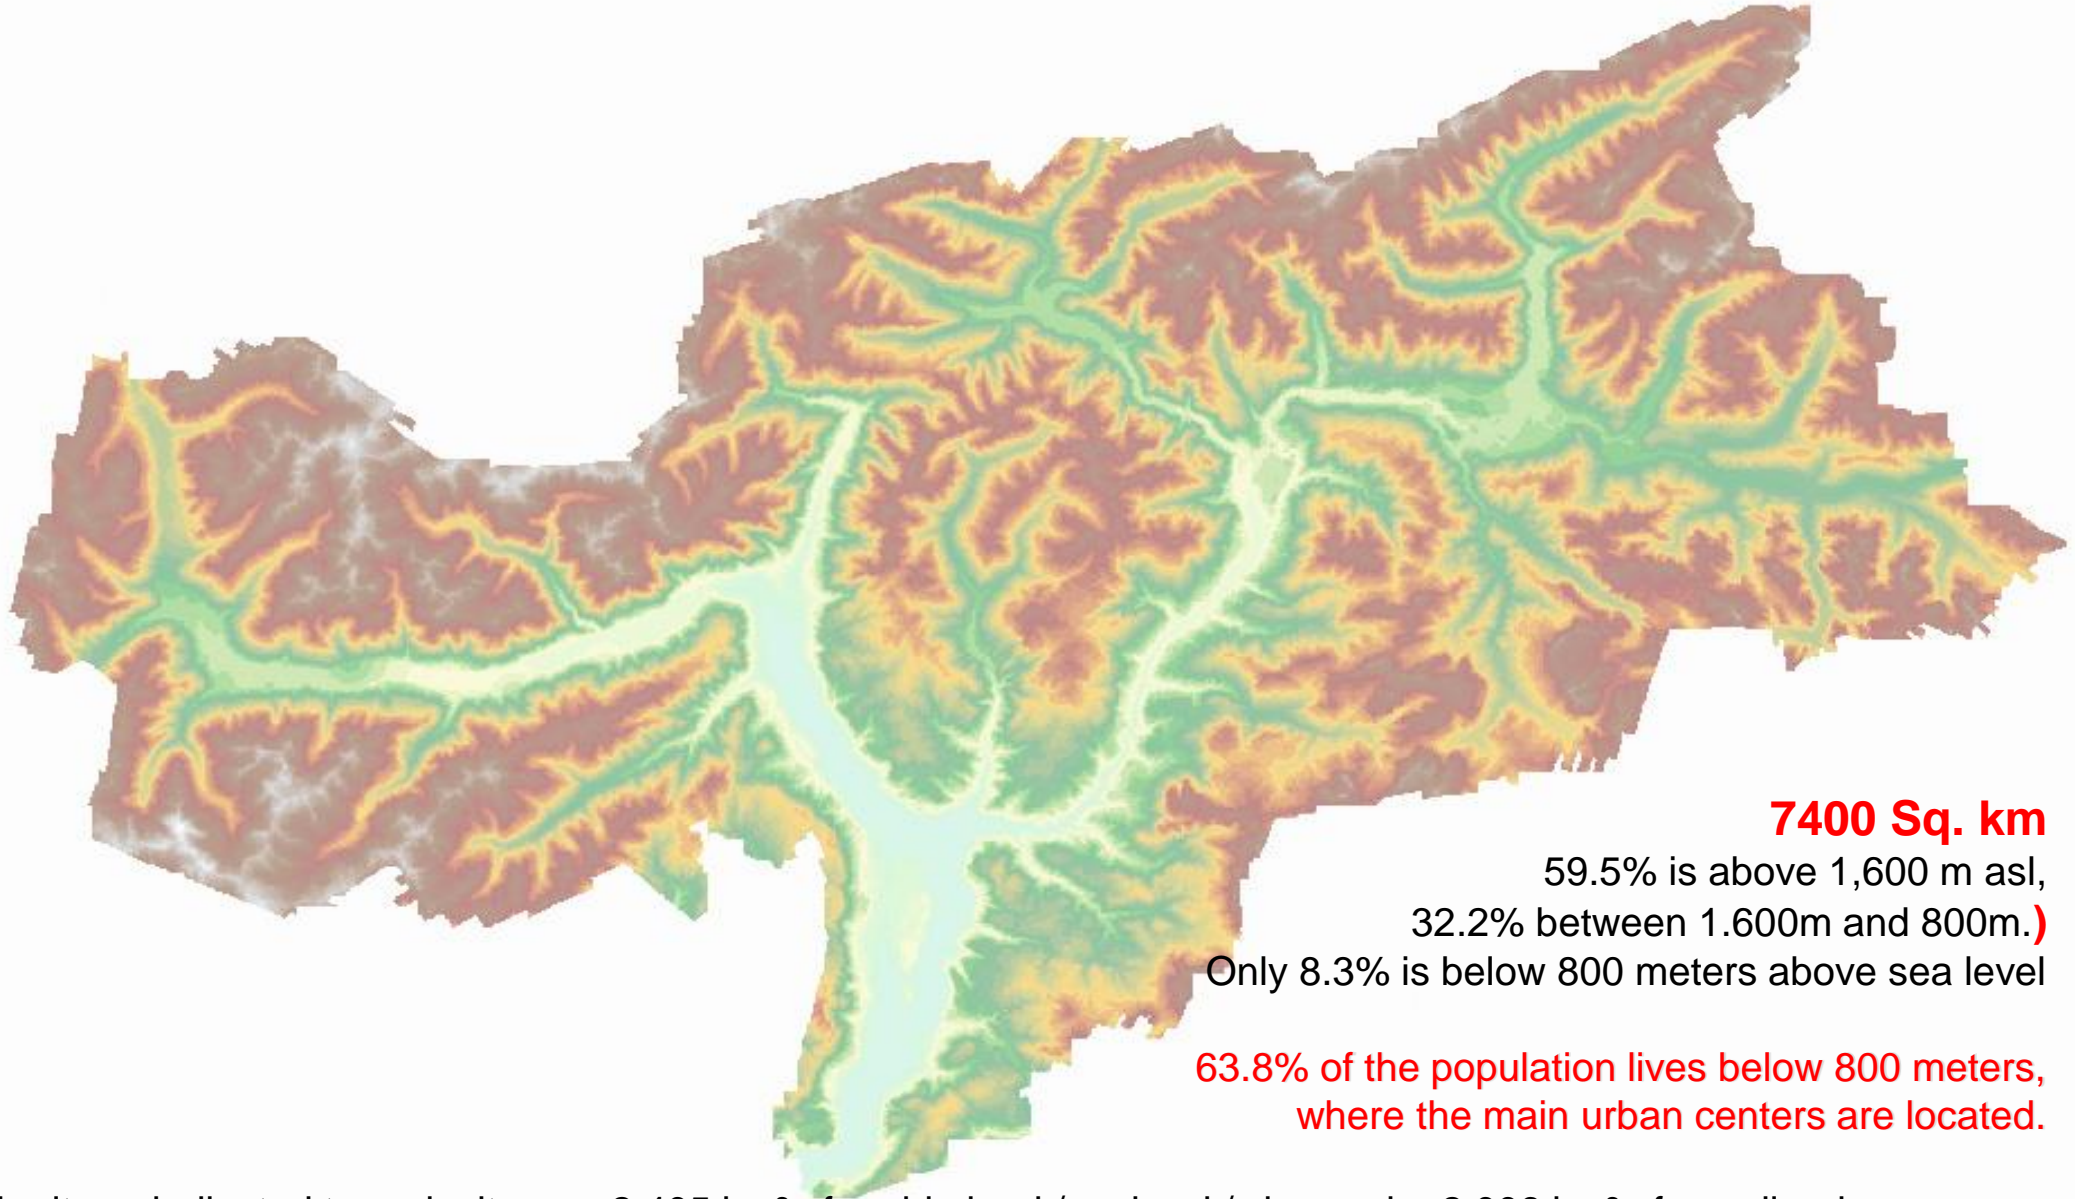 7400 Sq. km
59.5% is above 1,600 m asl,
32.2% between 1.600m and 800m.)
Only 8.3% is below 800 meters above sea level
63.8% of the population lives below 800 meters,
where the main urban centers are located.